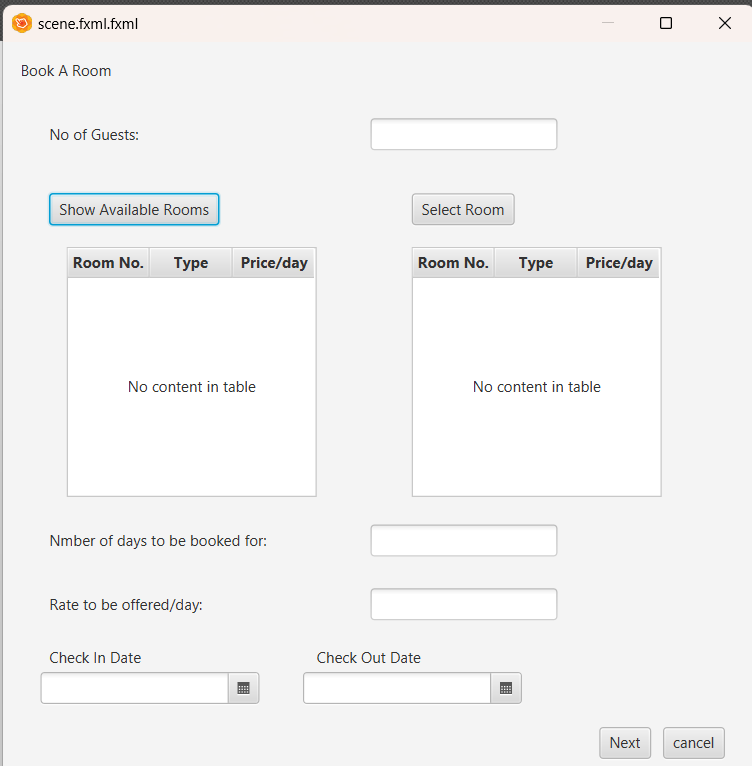 scene.fxml.fxml
Book A Room
No of Guests:
Show Available Rooms
Select Room
Room No. Type Price/day
Room No. Type Price/day
No content in table
No content in table
Nmber of days to be booked for:
Rate to be offered/day:
Check In Date
Check Out Date
Next
cancel